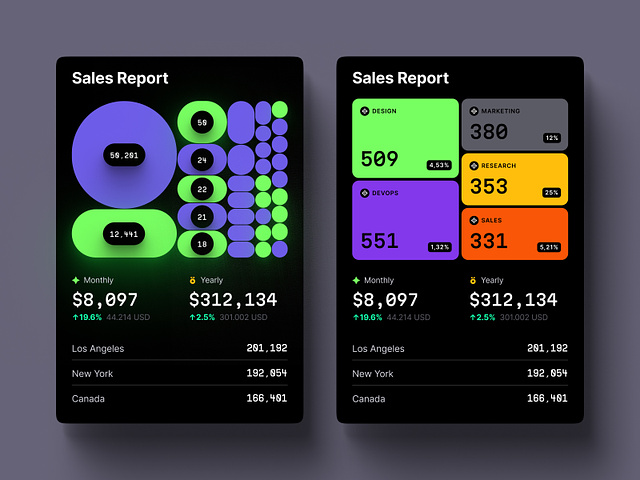 Sales Report
50,201
12,441
50
24
22
21
18
Monthly
$8,097
↑19.6% 44.214 USD
Yearly
$312,134
↑2.5% 301.002 USD
Los Angeles 201,192
New York 192,054
Canada 166,401
Sales Report
DESIGN
509
4,53%
MARKETING
380
12%
RESEARCH
353
25%
DEVOPS
551
1,32%
SALES
331
5,21%
Monthly
$8,097
↑19.6% 44.214 USD
Yearly
$312,134
↑2.5% 301.002 USD
Los Angeles 201,192
New York 192,054
Canada 166,401